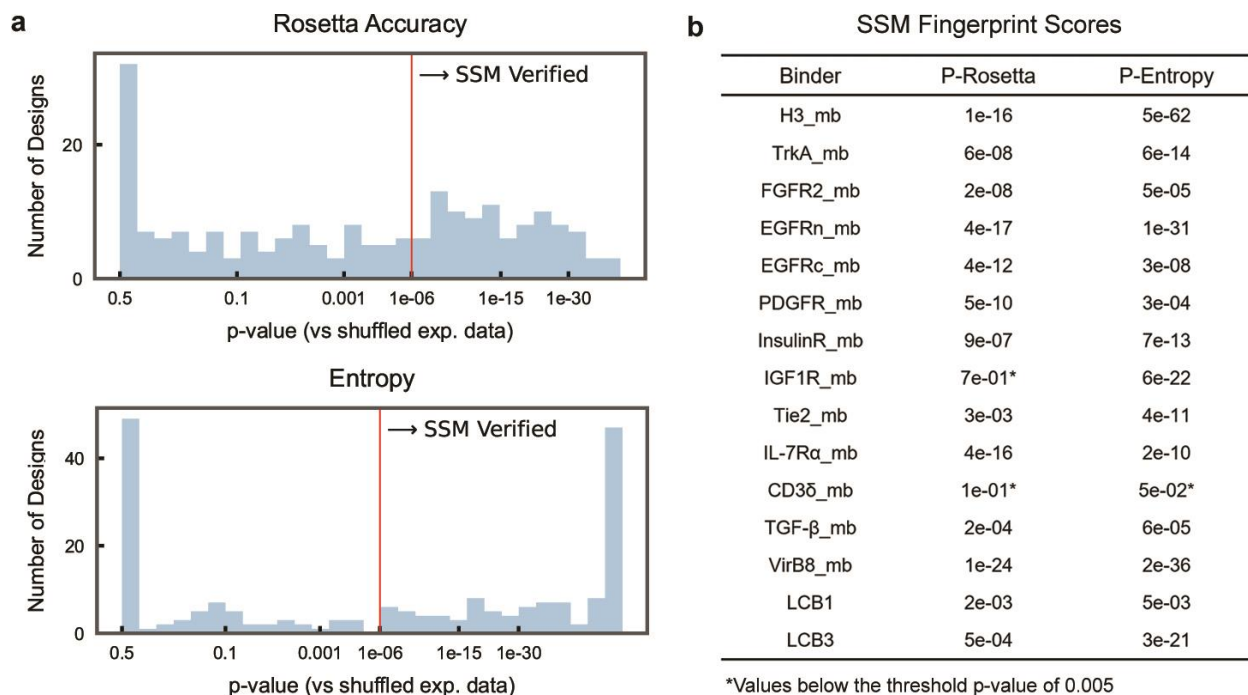 a
Rosetta Accuracy
→ SSM Verified
Number of Designs
20
0
0.5 0.1 0.001 1e-06 1e-15 1e-30
p-value (vs shuffled exp. data)
Entropy
→ SSM Verified
Number of Designs
40
20
0
0.5 0.1 0.001 1e-06 1e-15 1e-30
p-value (vs shuffled exp. data)
b
SSM Fingerprint Scores
Binder P-Rosetta P-Entropy
H3_mb 1e-16 5e-62
TrkA_mb 6e-08 6e-14
FGFR2_mb 2e-08 5e-05
EGFRn_mb 4e-17 1e-31
EGFRc_mb 4e-12 3e-08
PDGFR_mb 5e-10 3e-04
InsulinR_mb 9e-07 7e-13
IGF1R_mb 7e-01* 6e-22
Tie2_mb 3e-03 4e-11
IL-7Rα_mb 4e-16 2e-10
CD3δ_mb 1e-01* 5e-02*
TGF-β_mb 2e-04 6e-05
VirB8_mb 1e-24 2e-36
LCB1 2e-03 5e-03
LCB3 5e-04 3e-21
*Values below the threshold p-value of 0.005